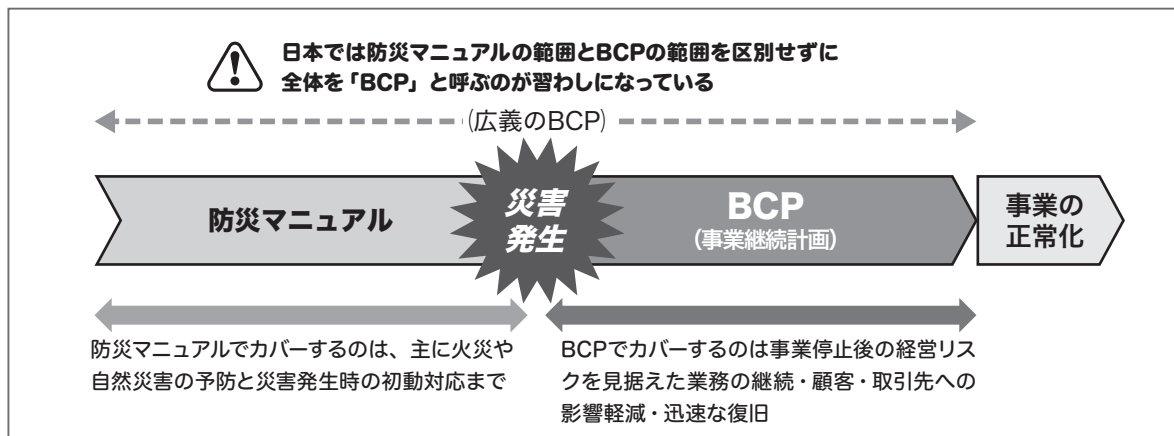 日本では防災マニュアルの範囲とBCPの範囲を区別せずに
全体を「BCP」と呼ぶのが習わしになっている
(広義のBCP)
防災マニュアル
災害
発生
BCP
(事業継続計画)
事業の
正常化
防災マニュアルでカバーするのは、主に火災や
自然災害の予防と災害発生時の初動対応まで
BCPでカバーするのは事業停止後の経営リス
クを見据えた業務の継続・顧客・取引先への
影響軽減・迅速な復旧